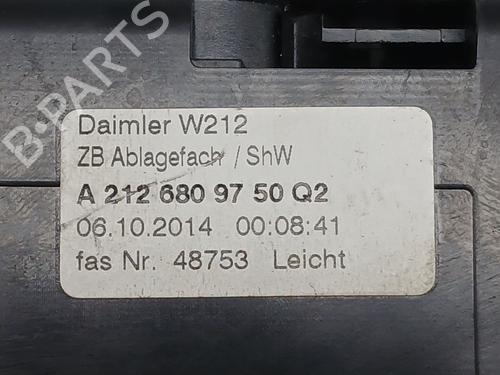 B-PARTS
Daimler W212
ZB Ablagefach / ShW
A 212 680 97 50 Q2
06.10.2014 00:08:41
fas Nr. 48753 Leicht
B-PARTS